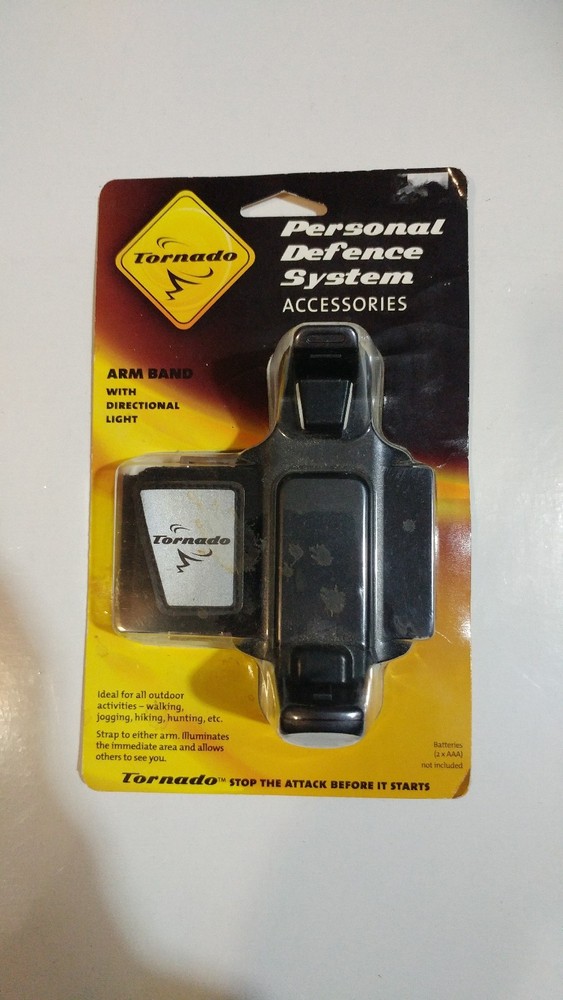 Tornado
Personal
Defence
System
ACCESSORIES
ARM BAND
WITH
DIRECTIONAL
LIGHT
Tornado
Ideal for all outdoor
activities – walking,
jogging, hiking, hunting, etc.
Strap to either arm. Illuminates
the immediate area and allows
others to see you.
Batteries
(2 x AAA)
not included
Tornado™ STOP THE ATTACK BEFORE IT STARTS